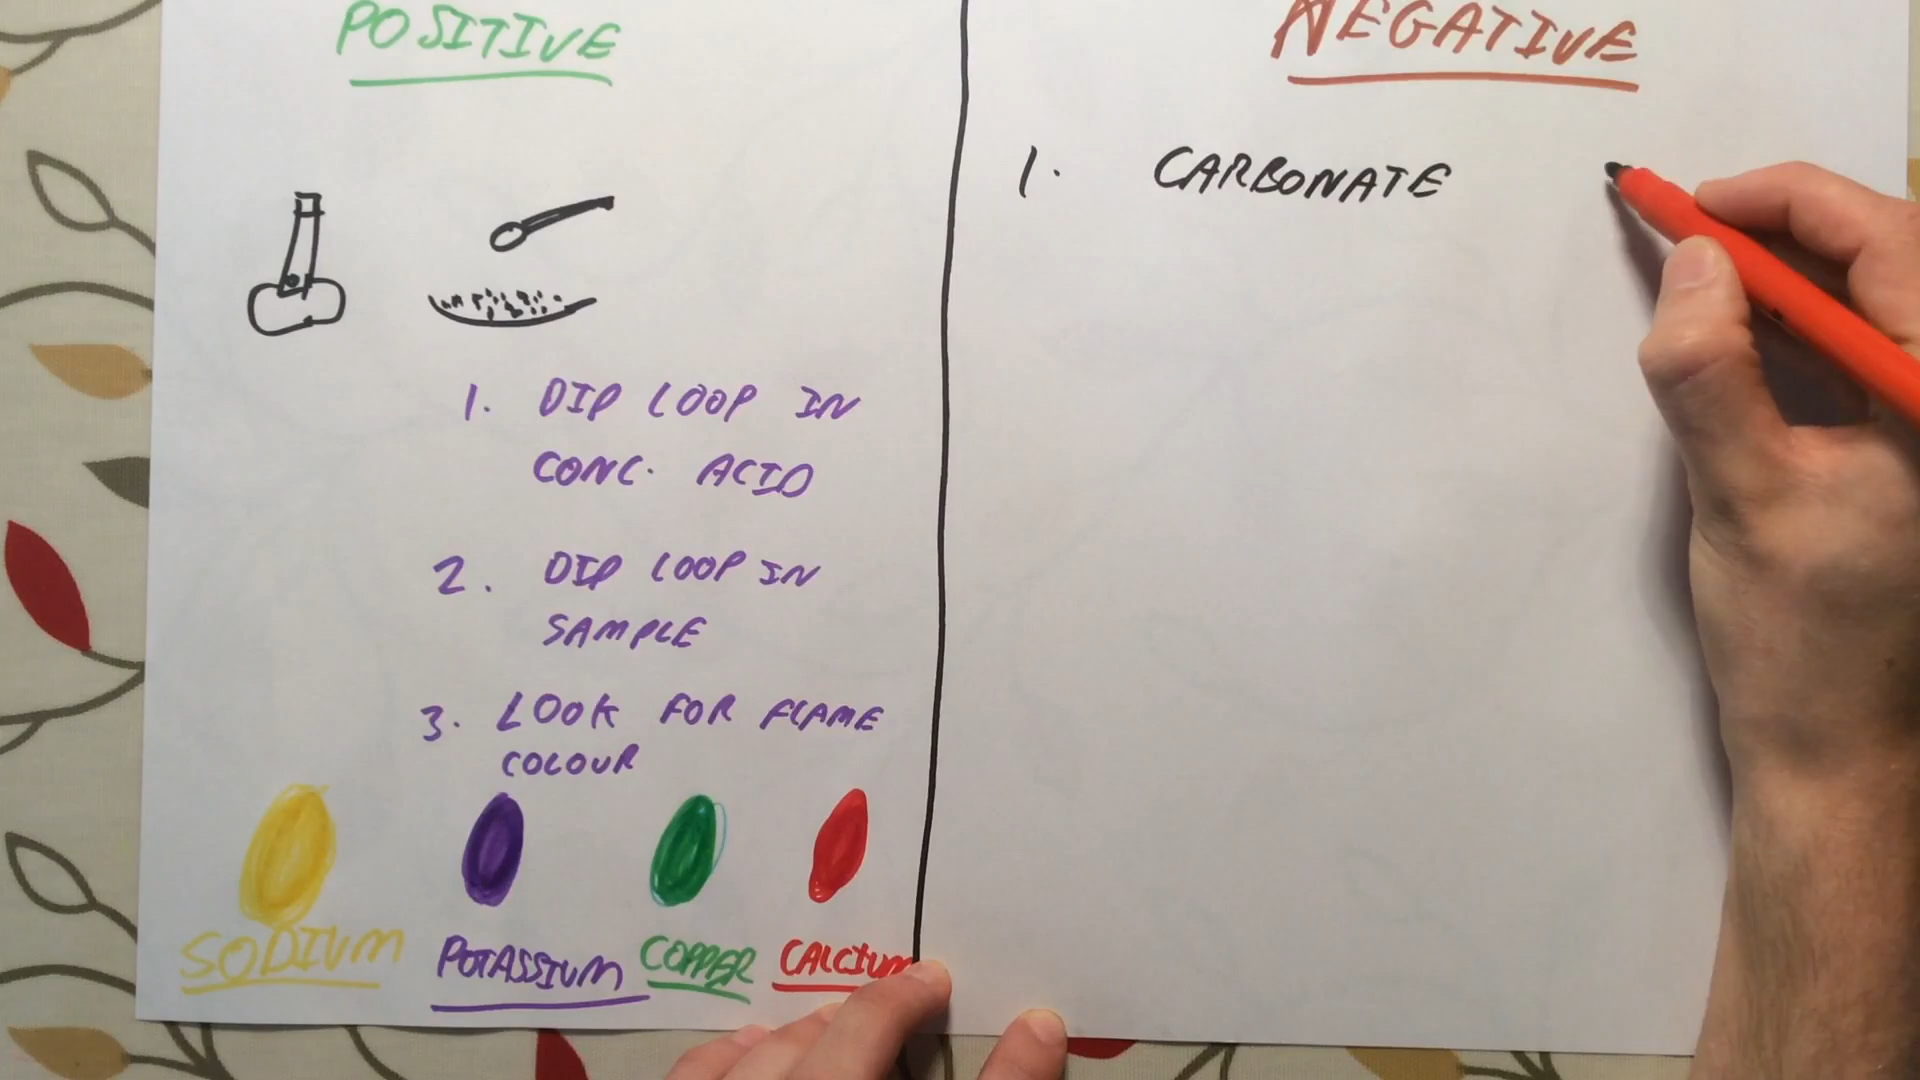 POSITIVE
1. DIP LOOP IN
CONC. ACID
2. DIP LOOP IN
SAMPLE
3. LOOK FOR FLAME
COLOUR
SODIUM
POTASSIUM
COPPER
CALCIUM
NEGATIVE
1. CARBONATE